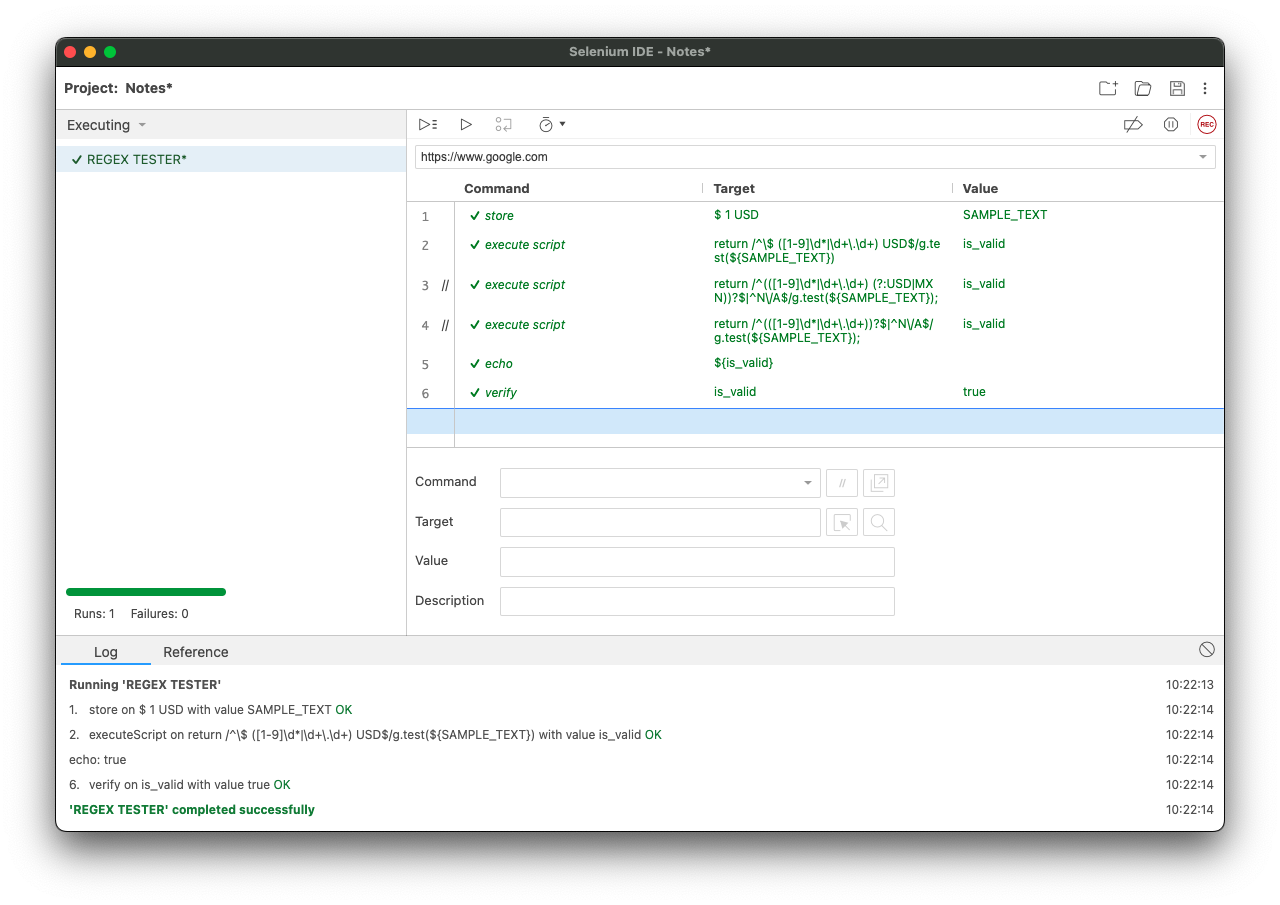 Selenium IDE - Notes*
Project: Notes*
Executing
REC
REGEX TESTER*
https://www.google.com
Command Target Value
1 store $ 1 USD SAMPLE_TEXT
2 execute script return /^\$ ([1-9]\d*|\d+\.\d+) USD$/g.te is_valid
st(${SAMPLE_TEXT})
3 // execute script return /^(([1-9]\d*|\d+\.\d+) (?:USD|MX is_valid
N))?$|^N\/A$/g.test(${SAMPLE_TEXT});
4 // execute script return /^(([1-9]\d*|\d+\.\d+))?$|^N\/A$/ is_valid
g.test(${SAMPLE_TEXT});
5 echo ${is_valid}
6 verify is_valid true
Command //
Target
Value
Description
Runs: 1 Failures: 0
Log Reference
Running 'REGEX TESTER' 10:22:13
1. store on $ 1 USD with value SAMPLE_TEXT OK 10:22:14
2. executeScript on return /^\$ ([1-9]\d*|\d+\.\d+) USD$/g.test(${SAMPLE_TEXT}) with value is_valid OK 10:22:14
echo: true 10:22:14
6. verify on is_valid with value true OK 10:22:14
'REGEX TESTER' completed successfully 10:22:14